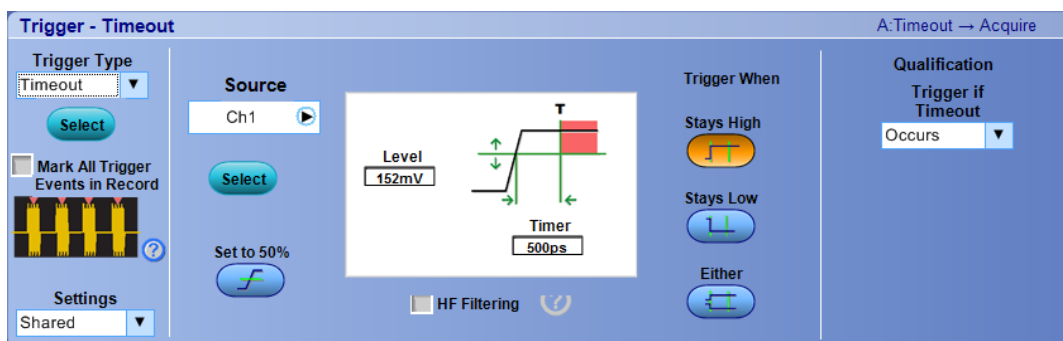 Trigger - Timeout
A:Timeout → Acquire
Trigger Type
Timeout
Select
Mark All Trigger
Events in Record
?
Settings
Shared
Source
Ch1
Select
Set to 50%
Level
152mV
T
Timer
500ps
HF Filtering
?
Trigger When
Stays High
Stays Low
Either
Qualification
Trigger if
Timeout
Occurs